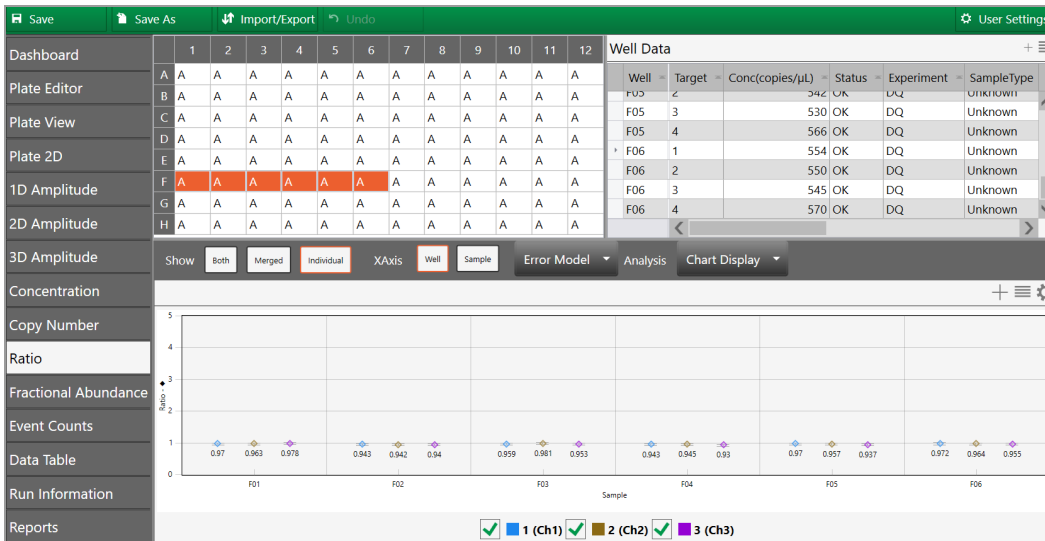 Save Save As Import/Export Undo User Settings
Dashboard
Plate Editor
Plate View
Plate 2D
1D Amplitude
2D Amplitude
3D Amplitude
Concentration
Copy Number
Ratio
Fractional Abundance
Event Counts
Data Table
Run Information
Reports
1 2 3 4 5 6 7 8 9 10 11 12
A A A A A A A A A A A A A
B A A A A A A A A A A A A
C A A A A A A A A A A A A
D A A A A A A A A A A A A
E A A A A A A A A A A A A
F A A A A A A A A A A A A
G A A A A A A A A A A A A
H A A A A A A A A A A A A
Well Data
Well Target Conc(copies/µL) Status Experiment SampleType
F05 2 542 OK DQ Unknown
F05 3 530 OK DQ Unknown
F05 4 566 OK DQ Unknown
F06 1 554 OK DQ Unknown
F06 2 550 OK DQ Unknown
F06 3 545 OK DQ Unknown
F06 4 570 OK DQ Unknown
Show Both Merged Individual XAxis Well Sample Error Model Analysis Chart Display
5
4
3
2
1
0
Ratio - ◆
0.97 0.963 0.978 0.943 0.942 0.94 0.959 0.981 0.953 0.943 0.945 0.93 0.97 0.957 0.937 0.972 0.964 0.955
F01 F02 F03 F04 F05 F06
Sample
1 (Ch1) 2 (Ch2) 3 (Ch3)